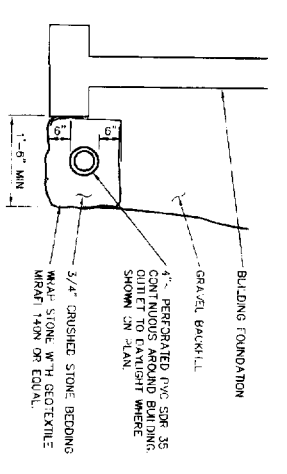 BUILDING FOUNDATION
GRAVEL BACKFILL
4"< PERFORATED PVC SDR 35
CONTINUOUS AROUND BUILDING.
OUTLET TO DAYLIGHT WHERE
SHOWN ON PLAN.
3/4" CRUSHED STONE BEDDING
WRAP STONE WITH GEOTEXTILE
MIRAFI 140N OR EQUAL.
6"
6"
1'-6" MIN